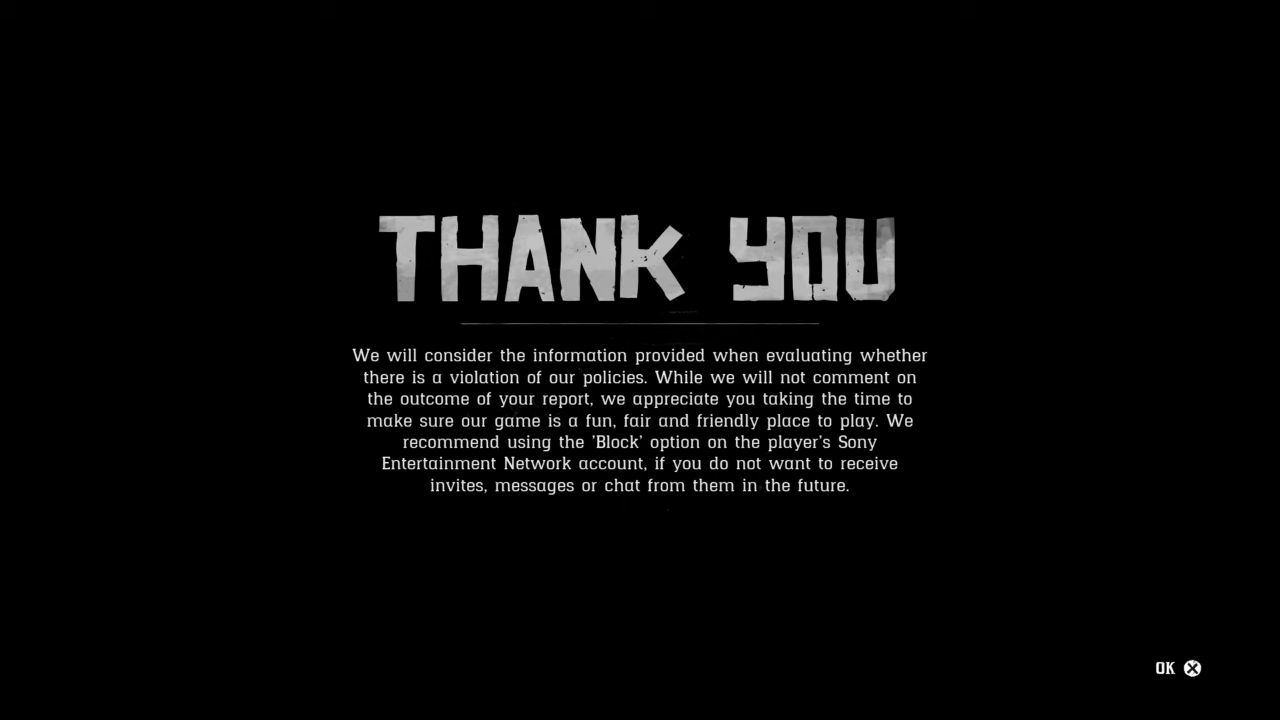 THANK YOU
We will consider the information provided when evaluating whether
there is a violation of our policies. While we will not comment on
the outcome of your report, we appreciate you taking the time to
make sure our game is a fun, fair and friendly place to play. We
recommend using the 'Block' option on the player's Sony
Entertainment Network account, if you do not want to receive
invites, messages or chat from them in the future.
OK